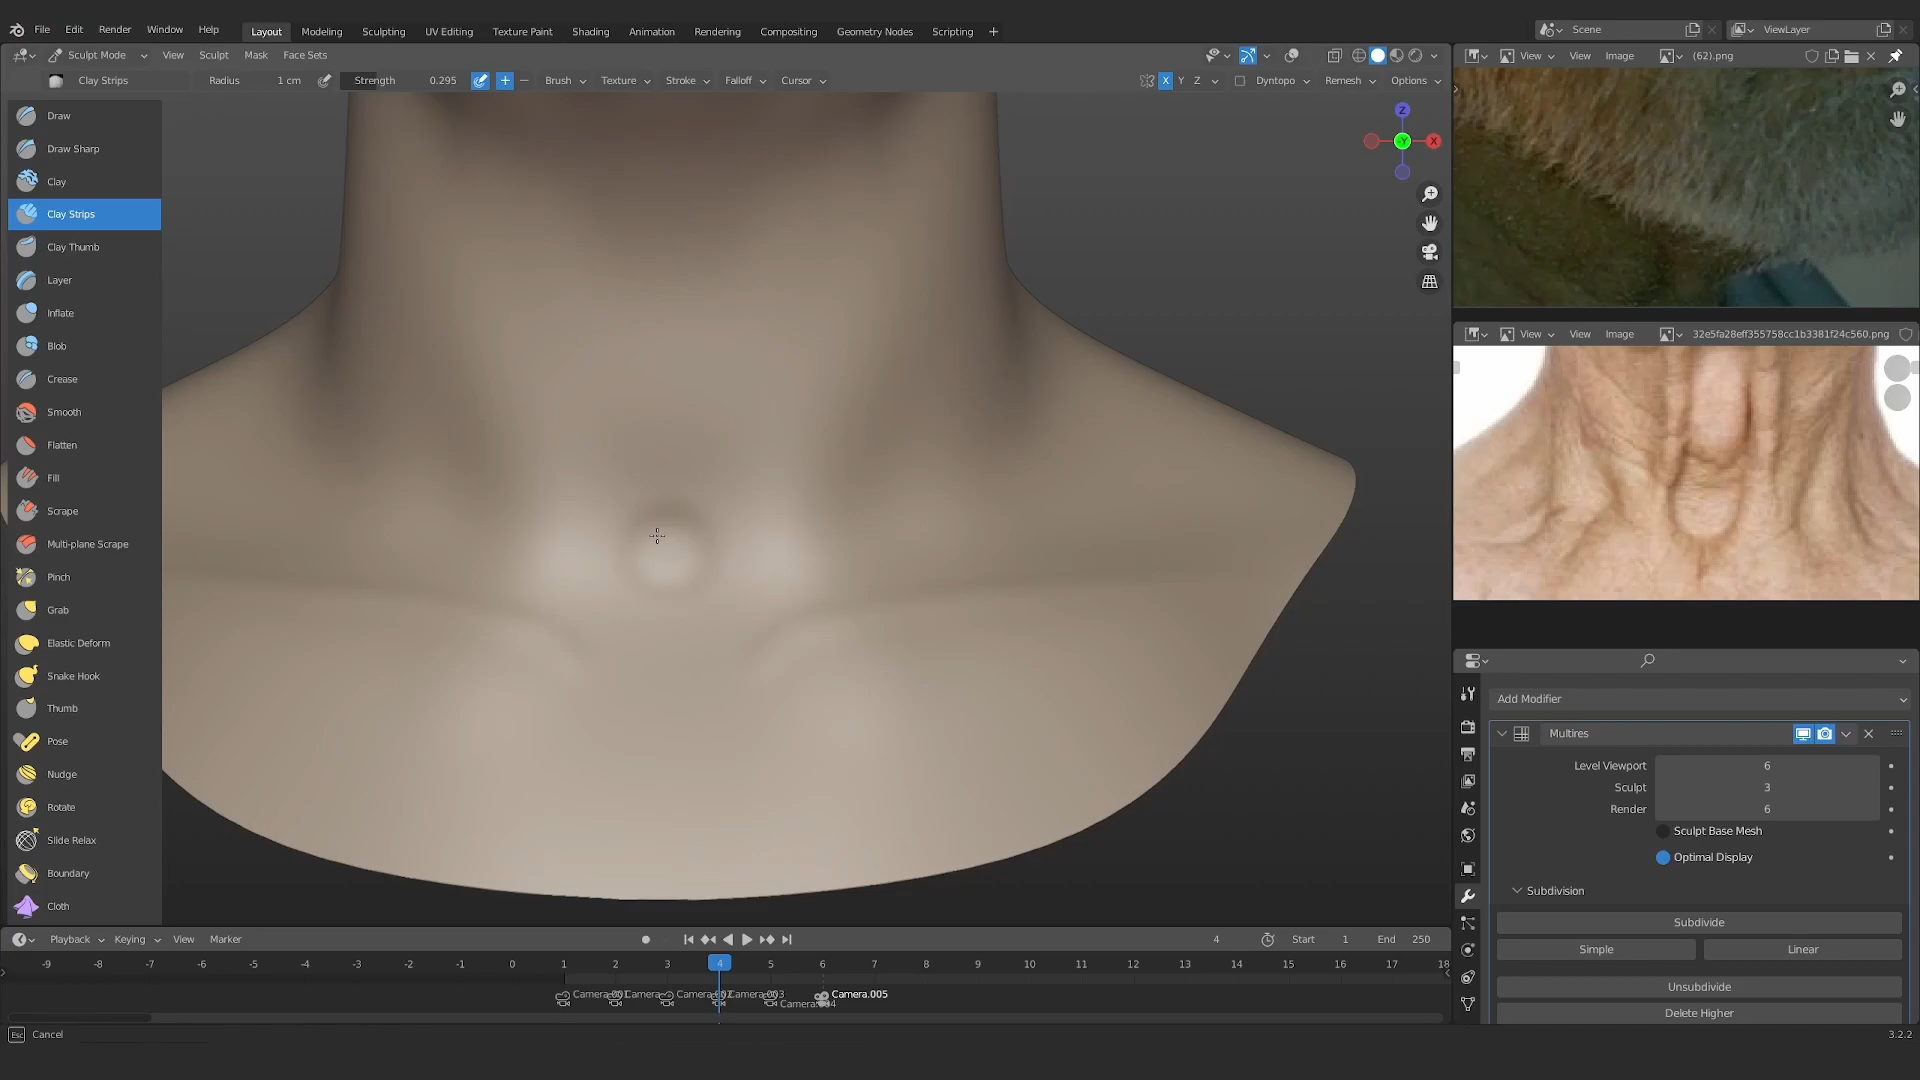 File Edit Render Window Help Layout Modeling Sculpting UV Editing Texture Paint Shading Animation Rendering Compositing Geometry Nodes Scripting + Scene ViewLayer
Sculpt Mode View Sculpt Mask Face Sets View View Image (62).png
Clay Strips Radius 1 cm Strength 0.295 Brush Texture Stroke Falloff Cursor X Y Z Dyntopo Remesh Options
Draw
Draw Sharp
Clay
Clay Strips
Clay Thumb
Layer
Inflate
Blob
Crease
Smooth
Flatten
Fill
Scrape
Multi-plane Scrape
Pinch
Grab
Elastic Deform
Snake Hook
Thumb
Pose
Nudge
Rotate
Slide Relax
Boundary
Cloth
Z
Y X
View View Image 32e5fa28eff355758cc1b3381f24c560.png
Add Modifier
Multires
Level Viewport 6
Sculpt 3
Render 6
Sculpt Base Mesh
Optimal Display
Subdivision
Subdivide
Simple Linear
Unsubdivide
Delete Higher
Playback Keying View Marker 4 Start 1 End 250
-9 -8 -7 -6 -5 -4 -3 -2 -1 0 1 2 3 4 5 6 7 8 9 10 11 12 13 14 15 16 17 18
Camera.005
Esc Cancel 3.2.2